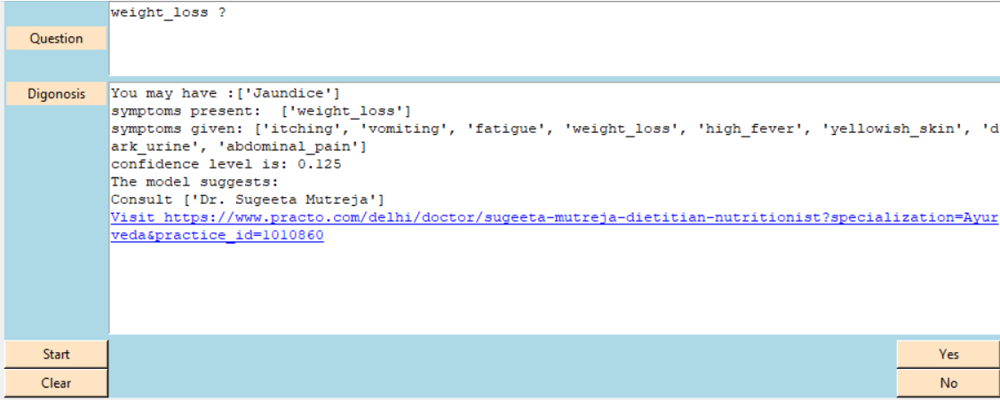 weight_loss ?
Question
Digonosis
You may have :['Jaundice']
symptoms present:  ['weight_loss']
symptoms given: ['itching', 'vomiting', 'fatigue', 'weight_loss', 'high_fever', 'yellowish_skin', 'd
ark_urine', 'abdominal_pain']
confidence level is: 0.125
The model suggests:
Consult ['Dr. Sugeeta Mutreja']
Visit https://www.practo.com/delhi/doctor/sugeeta-mutreja-dietitian-nutritionist?specialization=Ayur
veda&practice_id=1010860
Start
Yes
Clear
No